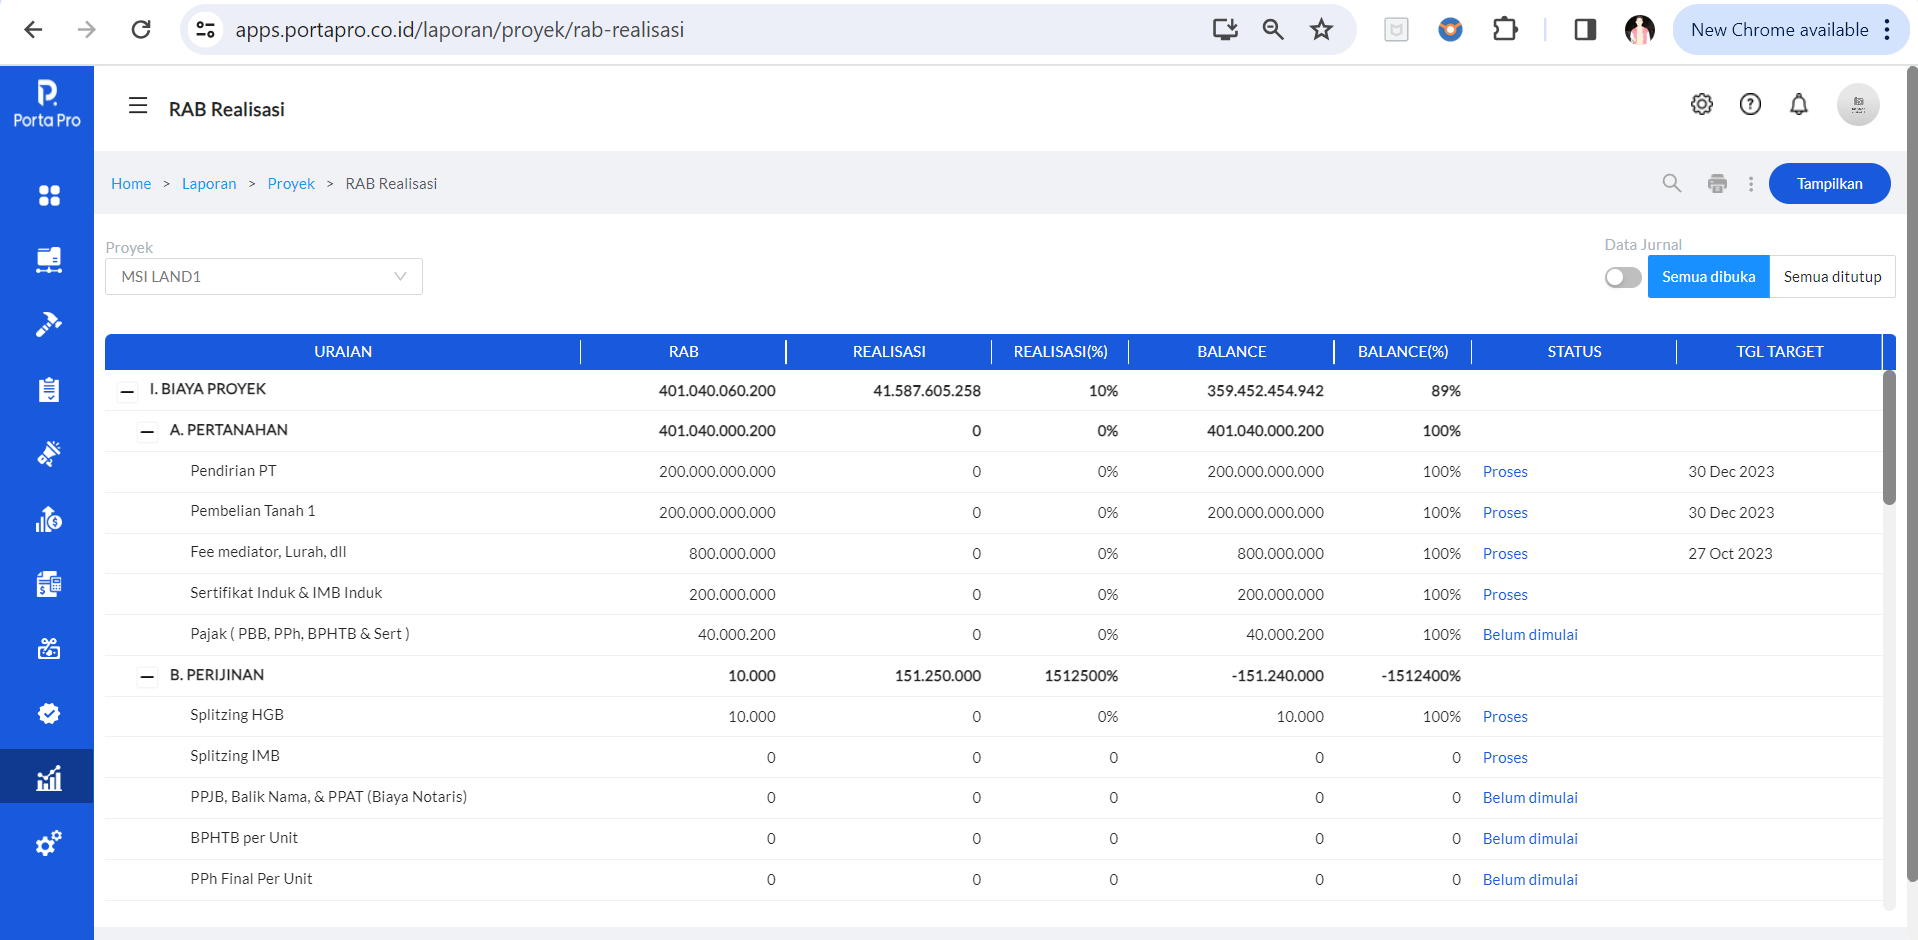 apps.portapro.co.id/laporan/proyek/rab-realisasi
New Chrome available
Porta Pro
RAB Realisasi
Home > Laporan > Proyek > RAB Realisasi
Tampilkan
Proyek
MSI LAND1
Data Jurnal
Semua dibuka
Semua ditutup
URAIAN RAB REALISASI REALISASI(%) BALANCE BALANCE(%) STATUS TGL TARGET
I. BIAYA PROYEK 401.040.060.200 41.587.605.258 10% 359.452.454.942 89%
A. PERTANAHAN 401.040.000.200 0 0% 401.040.000.200 100%
Pendirian PT 200.000.000.000 0 0% 200.000.000.000 100% Proses 30 Dec 2023
Pembelian Tanah 1 200.000.000.000 0 0% 200.000.000.000 100% Proses 30 Dec 2023
Fee mediator, Lurah, dll 800.000.000 0 0% 800.000.000 100% Proses 27 Oct 2023
Sertifikat Induk & IMB Induk 200.000.000 0 0% 200.000.000 100% Proses
Pajak ( PBB, PPh, BPHTB & Sert ) 40.000.200 0 0% 40.000.200 100% Belum dimulai
B. PERIJINAN 10.000 151.250.000 1512500% -151.240.000 -1512400%
Splitzing HGB 10.000 0 0% 10.000 100% Proses
Splitzing IMB 0 0 0 0 0 Proses
PPJB, Balik Nama, & PPAT (Biaya Notaris) 0 0 0 0 0 Belum dimulai
BPHTB per Unit 0 0 0 0 0 Belum dimulai
PPh Final Per Unit 0 0 0 0 0 Belum dimulai